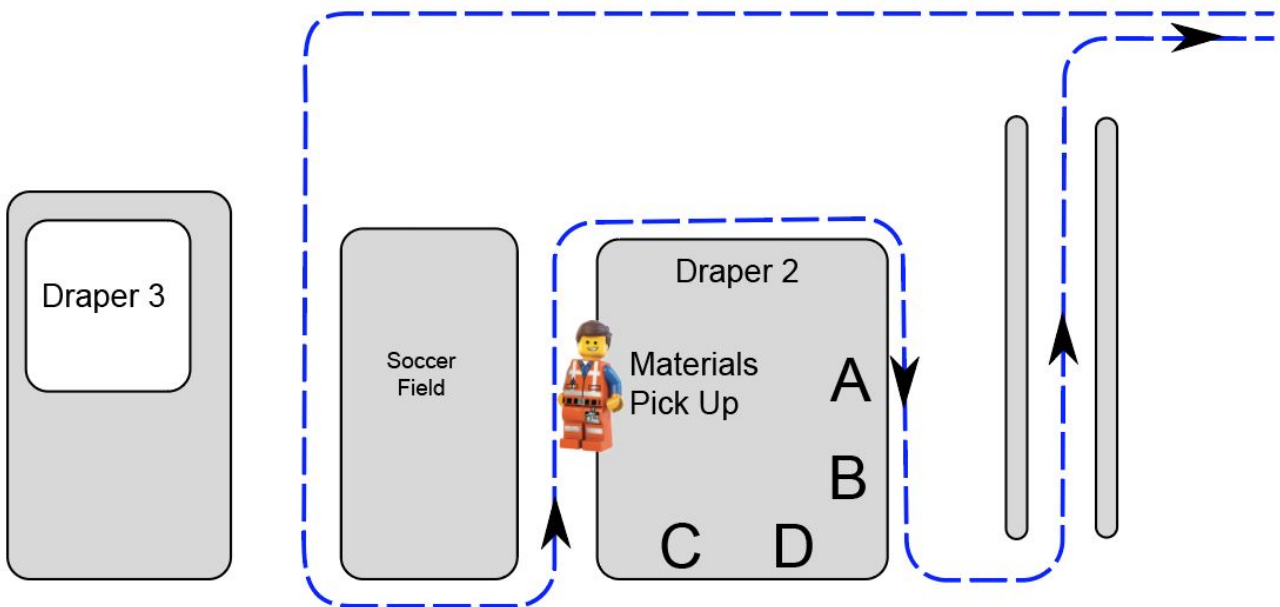 Draper 2
Draper 3
Soccer
Field
Materials
Pick Up
A
B
C D